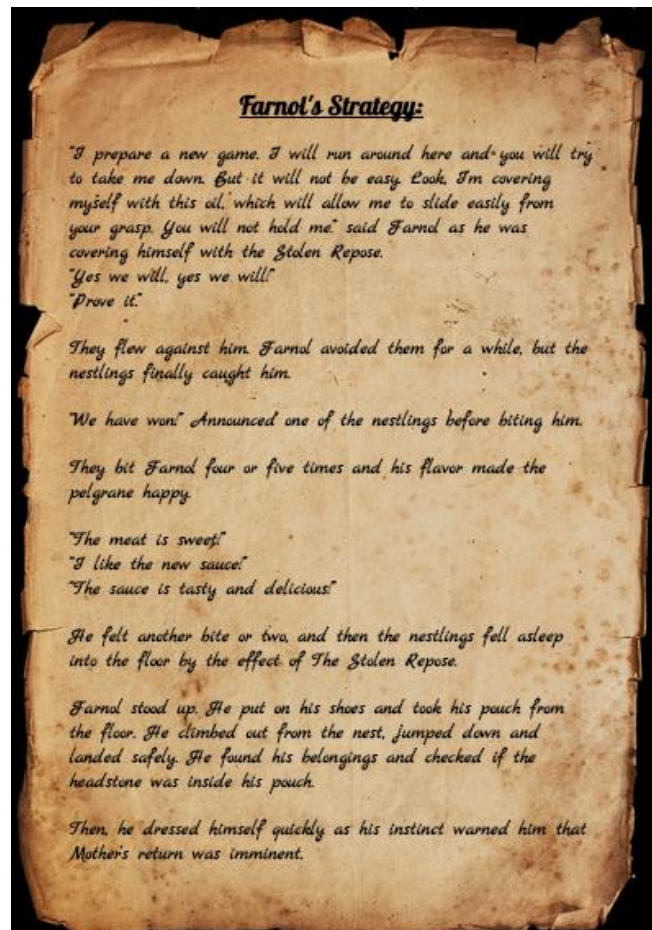 Farnol's Strategy:
"I prepare a new game. I will run around here and you will try
to take me down. But it will not be easy. Look, I'm covering
myself with this oil, which will allow me to slide easily from
your grasp. You will not hold me." said Farnol as he was
covering himself with the Stolen Repose.
"Yes we will, yes we will!"
"Prove it."
They flew against him. Farnol avoided them for a while, but the
nestlings finally caught him.
"We have won!" Announced one of the nestlings before biting him.
They bit Farnol four or five times and his flavor made the
pelgrane happy.
"The meat is sweet!"
"I like the new sauce!"
"The sauce is tasty and delicious!"
He felt another bite or two, and then the nestlings fell asleep
into the floor by the effect of The Stolen Repose.
Farnol stood up. He put on his shoes and took his pouch from
the floor. He climbed out from the nest, jumped down and
landed safely. He found his belongings and checked if the
headstone was inside his pouch.
Then, he dressed himself quickly as his instinct warned him that
Mother's return was imminent.